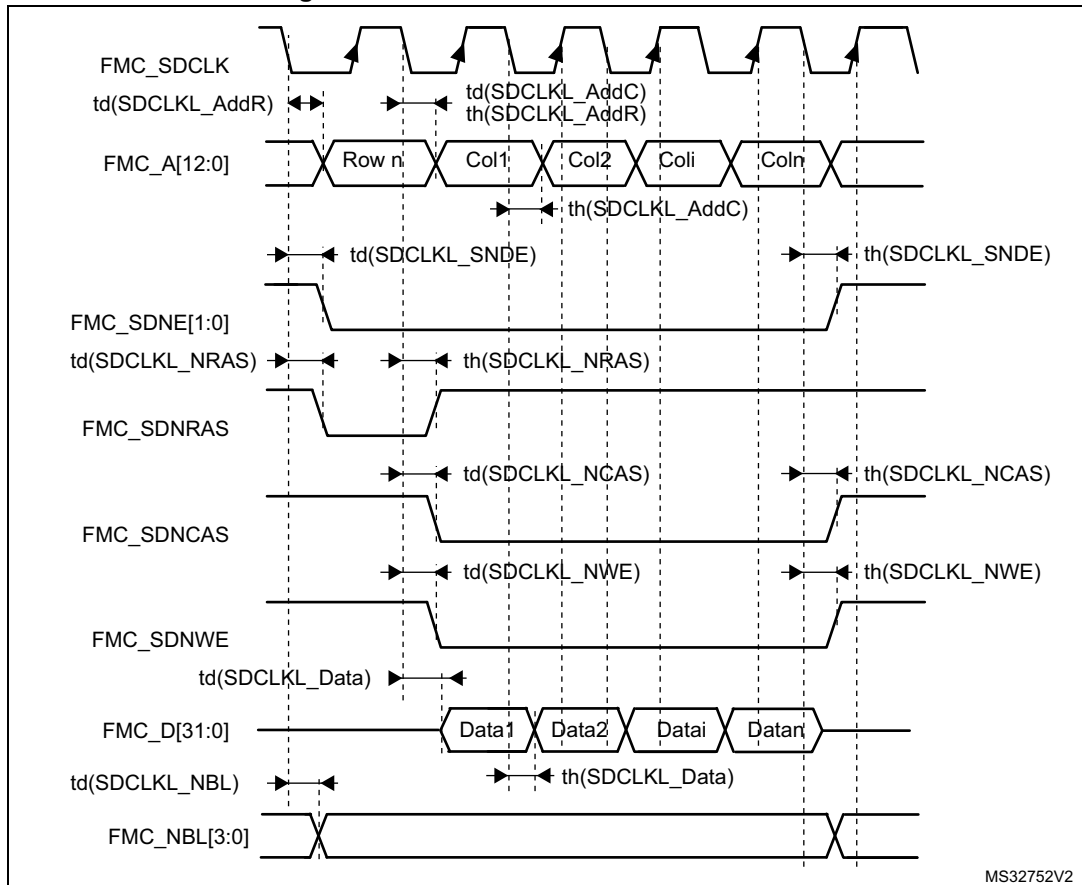 FMC_SDCLK
td(SDCLKL_AddR)
td(SDCLKL_AddC)
th(SDCLKL_AddR)
FMC_A[12:0]
Row n
Col1
Col2
Coli
Coln
th(SDCLKL_AddC)
td(SDCLKL_SNDE)
th(SDCLKL_SNDE)
FMC_SDNE[1:0]
td(SDCLKL_NRAS)
th(SDCLKL_NRAS)
FMC_SDNRAS
td(SDCLKL_NCAS)
th(SDCLKL_NCAS)
FMC_SDNCAS
td(SDCLKL_NWE)
th(SDCLKL_NWE)
FMC_SDNWE
td(SDCLKL_Data)
FMC_D[31:0]
Data1
Data2
Datai
Datan
th(SDCLKL_Data)
td(SDCLKL_NBL)
FMC_NBL[3:0]
MS32752V2